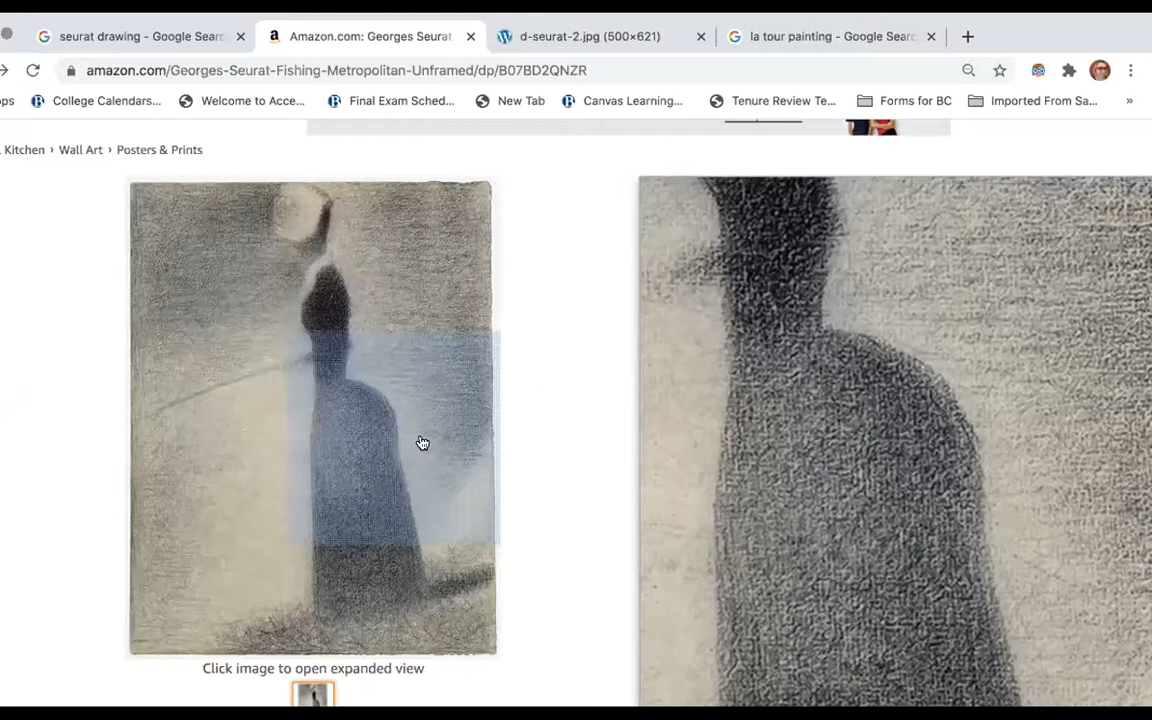 seurat drawing - Google Searc
Amazon.com: Georges Seurat
d-seurat-2.jpg (500×621)
la tour painting - Google Searc
amazon.com/Georges-Seurat-Fishing-Metropolitan-Unframed/dp/B07BD2QNZR
ps College Calendars... Welcome to Acce... Final Exam Sched... New Tab Canvas Learning... Tenure Review Te... Forms for BC Imported From Sa... »
Kitchen › Wall Art › Posters & Prints
Click image to open expanded view